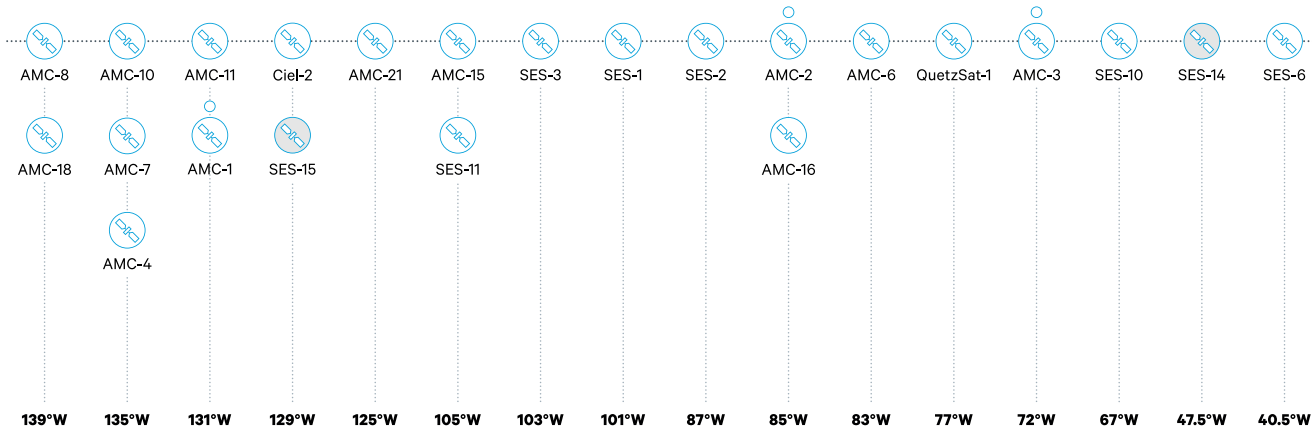 AMC-8 AMC-10 AMC-11 Ciel-2 AMC-21 AMC-15 SES-3 SES-1 SES-2 AMC-2 AMC-6 QuetzSat-1 AMC-3 SES-10 SES-14 SES-6
AMC-18 AMC-7 AMC-1 SES-15 SES-11 AMC-16
AMC-4
139°W 135°W 131°W 129°W 125°W 105°W 103°W 101°W 87°W 85°W 83°W 77°W 72°W 67°W 47.5°W 40.5°W